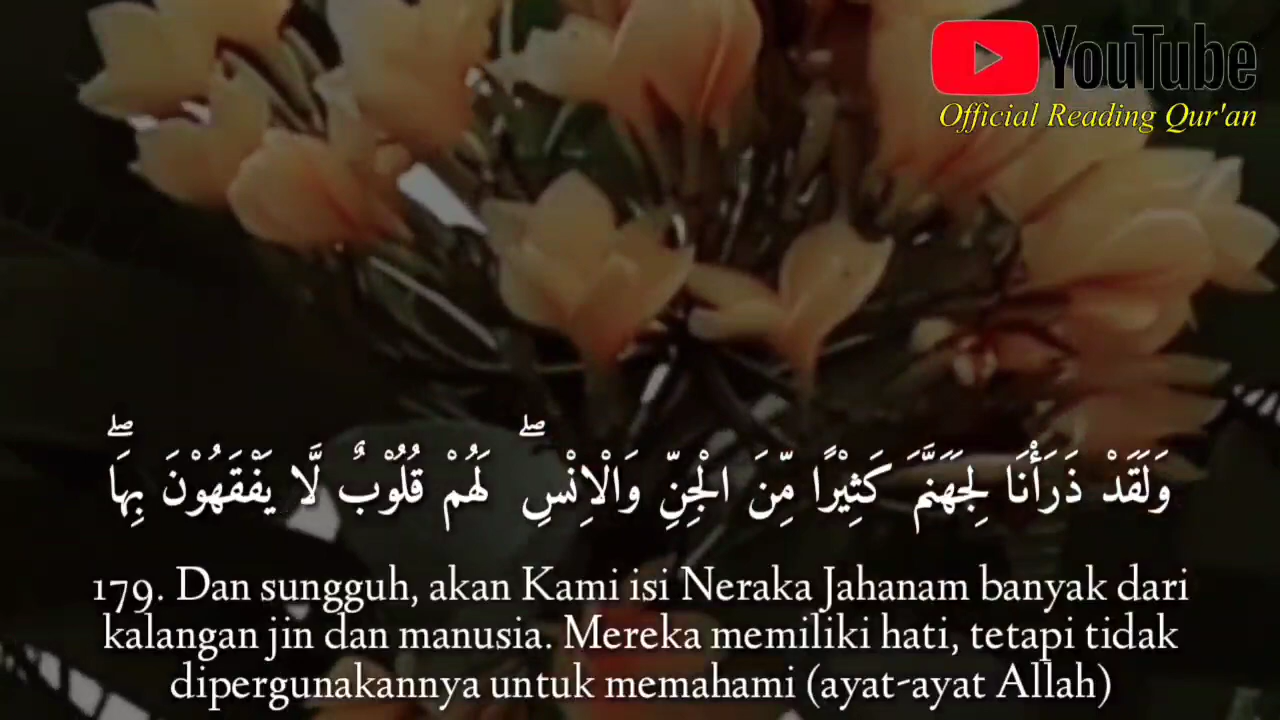 YouTube
Official Reading Qur'an
وَلَقَدْ ذَرَأْنَا لِجَهَنَّمَ كَثِيْرًا مِّنَ الْجِنِّ وَالْاِنْسِۖ لَهُمْ قُلُوْبٌ لَّا يَفْقَهُوْنَ بِهَاۖ
179. Dan sungguh, akan Kami isi Neraka Jahanam banyak dari
kalangan jin dan manusia. Mereka memiliki hati, tetapi tidak
dipergunakannya untuk memahami (ayat-ayat Allah)